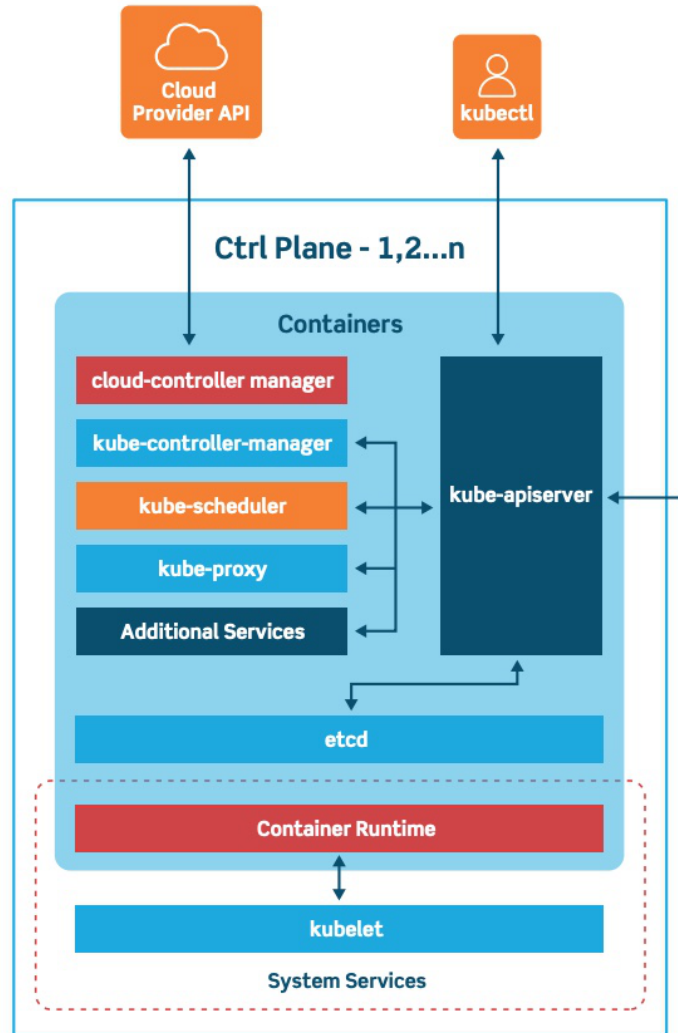 Cloud
Provider API
kubectl
Ctrl Plane - 1,2...n
Containers
cloud-controller manager
kube-controller-manager
kube-scheduler
kube-proxy
Additional Services
kube-apiserver
etcd
Container Runtime
kubelet
System Services